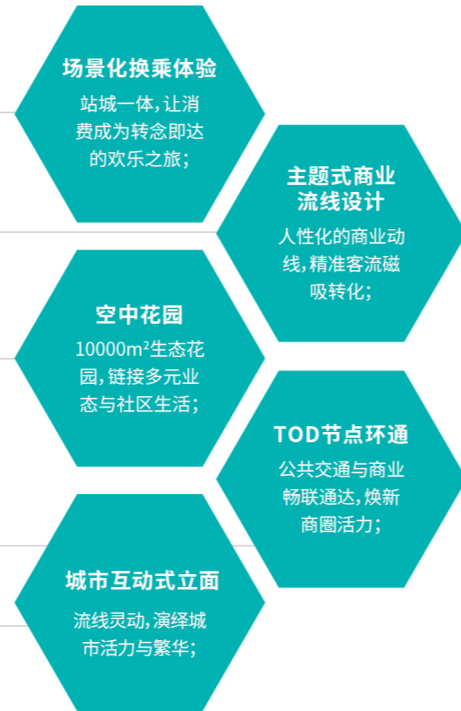 场景化换乘体验
站城一体，让消
费成为转念即达
的欢乐之旅；
主题式商业
流线设计
人性化的商业动
线，精准客流磁
吸转化；
空中花园
10000m²生态花
园，链接多元业
态与社区生活；
TOD节点环通
公共交通与商业
畅联通达，焕新
商圈活力；
城市互动式立面
流线灵动，演绎城
市活力与繁华；